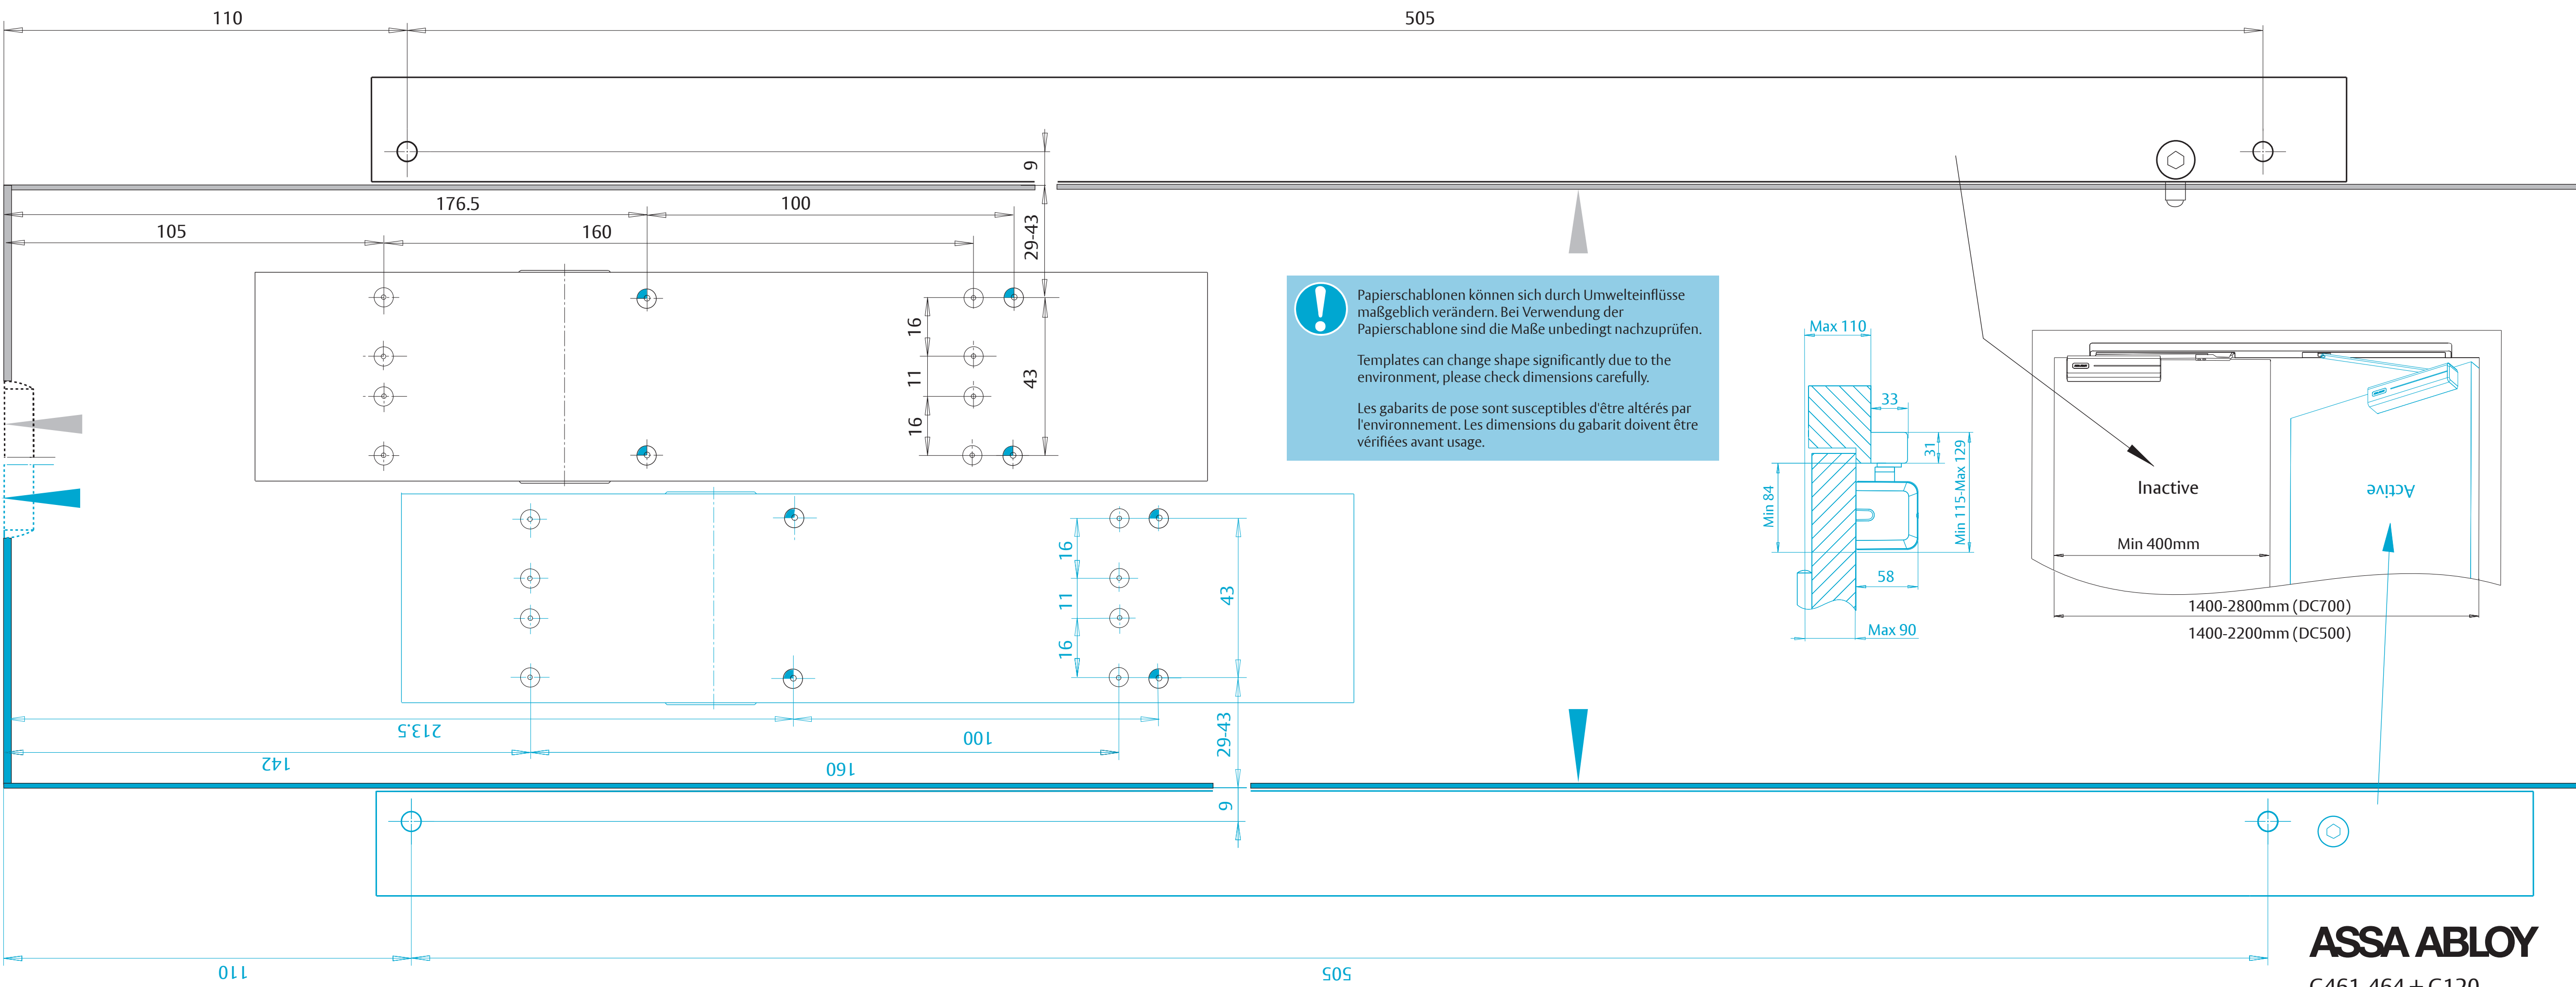 110
505
9
176.5
100
29-43
105
160
16
11
16
43
Papierschablonen können sich durch Umwelteinflüsse
maßgeblich verändern. Bei Verwendung der
Papierschablone sind die Maße unbedingt nachzuprüfen.
Templates can change shape significantly due to the
environment, please check dimensions carefully.
Les gabarits de pose sont susceptibles d'être altérés par
l'environnement. Les dimensions du gabarit doivent être
vérifiées avant usage.
Max 110
33
31
Min 115-Max 129
Min 84
58
Max 90
Inactive
Active
Min 400mm
1400-2800mm (DC700)
1400-2200mm (DC500)
16
11
16
43
213.5
100
29-43
142
160
9
110
505
ASSA ABLOY
G461, 464 + G120